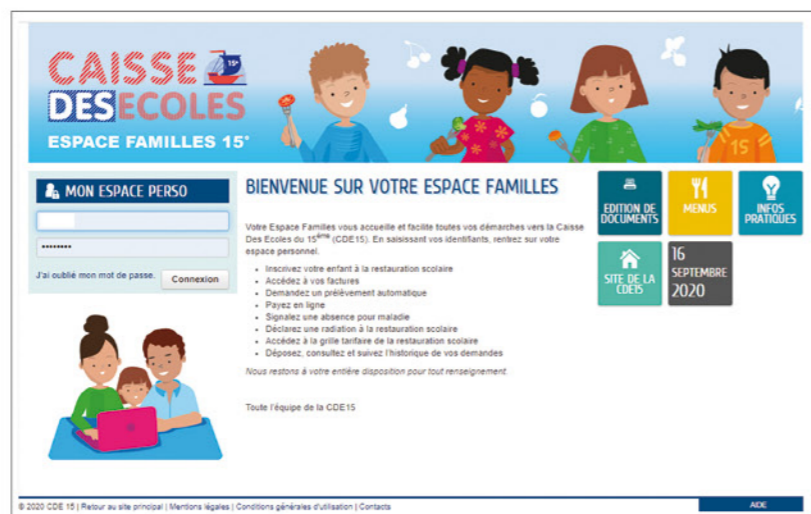 CAISSE
15e
DES ECOLES
ESPACE FAMILLES 15°
MON ESPACE PERSO
••••••••
J'ai oublié mon mot de passe. Connexion
BIENVENUE SUR VOTRE ESPACE FAMILLES
Votre Espace Familles vous accueille et facilite toutes vos démarches vers la Caisse
Des Ecoles du 15ème (CDE15). En saisissant vos identifiants, rentrez sur votre
espace personnel.
• Inscrivez votre enfant à la restauration scolaire
• Accédez à vos factures
• Demandez un prélèvement automatique
• Payez en ligne
• Signalez une absence pour maladie
• Déclarez une radiation à la restauration scolaire
• Accédez à la grille tarifaire de la restauration scolaire
• Déposez, consultez et suivez l'historique de vos demandes
Nous restons à votre entière disposition pour tout renseignement.
Toute l'équipe de la CDE15
EDITION DE
DOCUMENTS
MENUS
INFOS
PRATIQUES
SITE DE LA
CDE15
16
SEPTEMBRE
2020
15
© 2020 CDE 15 | Retour au site principal | Mentions légales | Conditions générales d'utilisation | Contacts
AIDE